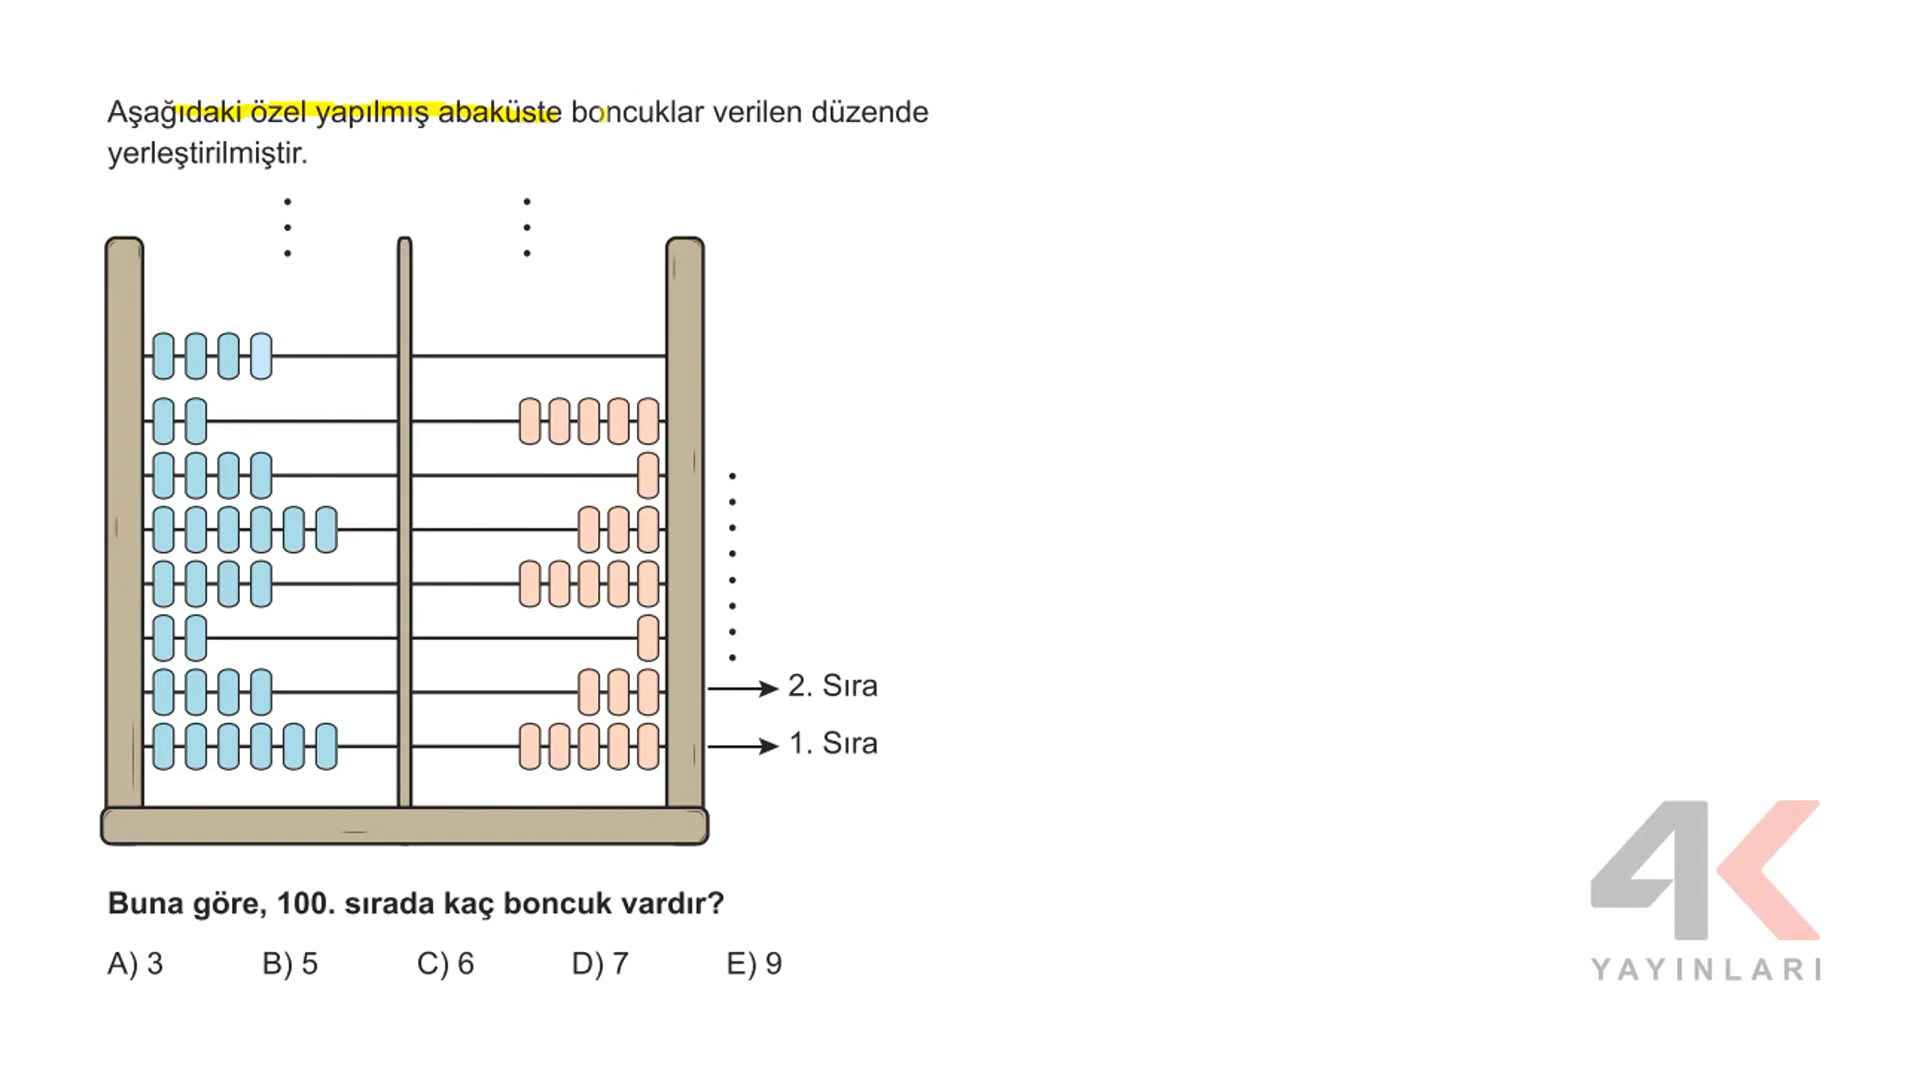 Aşağıdaki özel yapılmış abaküste boncuklar verilen düzende
yerleştirilmiştir.
2. Sıra
1. Sıra
Buna göre, 100. sırada kaç boncuk vardır?
A) 3 B) 5 C) 6 D) 7 E) 9
4K
YAYINLARI